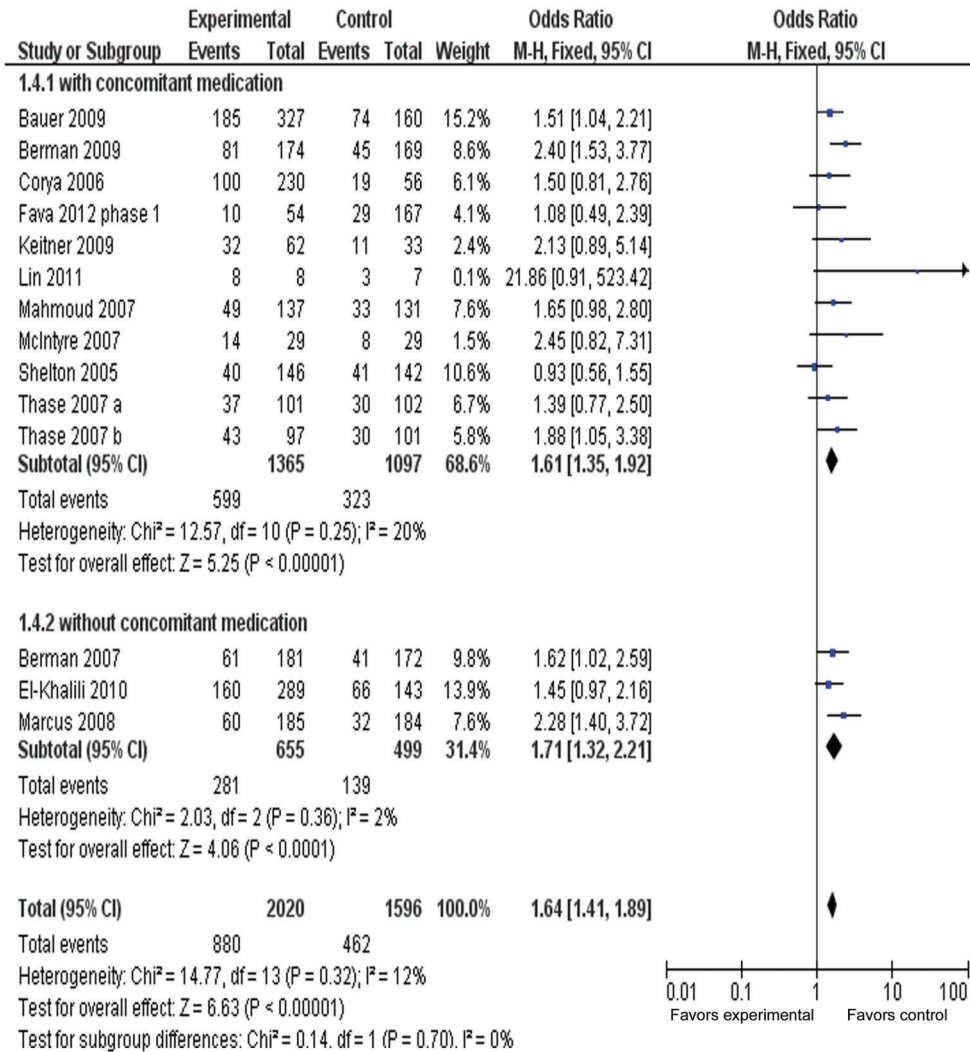 Experimental Control Odds Ratio Odds Ratio
Study or Subgroup Events Total Events Total Weight M-H, Fixed, 95% CI M-H, Fixed, 95% CI
1.4.1 with concomitant medication
Bauer 2009 185 327 74 160 15.2% 1.51 [1.04, 2.21]
Berman 2009 81 174 45 169 8.6% 2.40 [1.53, 3.77]
Corya 2006 100 230 19 56 6.1% 1.50 [0.81, 2.76]
Fava 2012 phase 1 10 54 29 167 4.1% 1.08 [0.49, 2.39]
Keitner 2009 32 62 11 33 2.4% 2.13 [0.89, 5.14]
Lin 2011 8 8 3 7 0.1% 21.86 [0.91, 523.42]
Mahmoud 2007 49 137 33 131 7.6% 1.65 [0.98, 2.80]
McIntyre 2007 14 29 8 29 1.5% 2.45 [0.82, 7.31]
Shelton 2005 40 146 41 142 10.6% 0.93 [0.56, 1.55]
Thase 2007 a 37 101 30 102 6.7% 1.39 [0.77, 2.50]
Thase 2007 b 43 97 30 101 5.8% 1.88 [1.05, 3.38]
Subtotal (95% CI) 1365 1097 68.6% 1.61 [1.35, 1.92]
Total events 599 323
Heterogeneity: Chi² = 12.57, df = 10 (P = 0.25); I² = 20%
Test for overall effect: Z = 5.25 (P < 0.00001)
1.4.2 without concomitant medication
Berman 2007 61 181 41 172 9.8% 1.62 [1.02, 2.59]
El-Khalili 2010 160 289 66 143 13.9% 1.45 [0.97, 2.16]
Marcus 2008 60 185 32 184 7.6% 2.28 [1.40, 3.72]
Subtotal (95% CI) 655 499 31.4% 1.71 [1.32, 2.21]
Total events 281 139
Heterogeneity: Chi² = 2.03, df = 2 (P = 0.36); I² = 2%
Test for overall effect: Z = 4.06 (P < 0.0001)
Total (95% CI) 2020 1596 100.0% 1.64 [1.41, 1.89]
Total events 880 462
Heterogeneity: Chi² = 14.77, df = 13 (P = 0.32); I² = 12%
Test for overall effect: Z = 6.63 (P < 0.00001)
Test for subgroup differences: Chi² = 0.14, df = 1 (P = 0.70), I² = 0%
0.01 0.1 1 10 100
Favors experimental Favors control